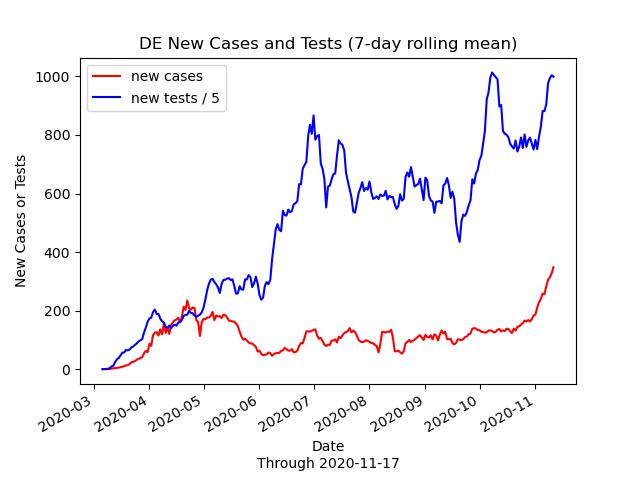 DE New Cases and Tests (7-day rolling mean)
new cases
new tests / 5
New Cases or Tests
1000
800
600
400
200
0
2020-03
2020-04
2020-05
2020-06
2020-07
2020-08
2020-09
2020-10
2020-11
Date
Through 2020-11-17